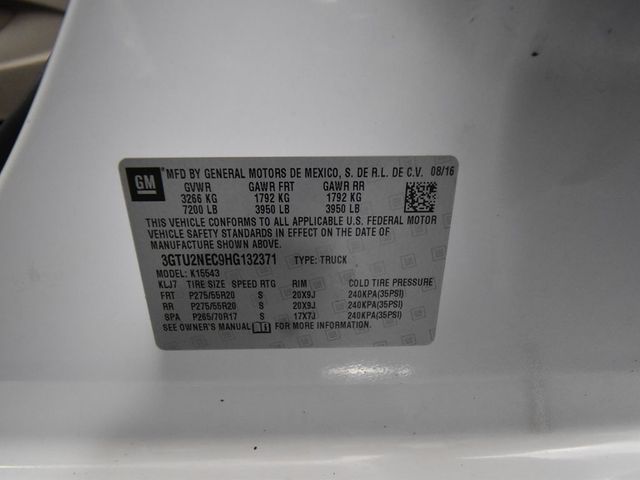 GM MFD BY GENERAL MOTORS DE MEXICO, S. DE R.L. DE C.V. 08/16
GVWR GAWR FRT GAWR RR
3266 KG 1792 KG 1792 KG
7200 LB 3950 LB 3950 LB
THIS VEHICLE CONFORMS TO ALL APPLICABLE U.S. FEDERAL MOTOR
VEHICLE SAFETY STANDARDS IN EFFECT ON THE DATE OF
MANUFACTURE SHOWN ABOVE.
3GTU2NEC9HG132371 TYPE: TRUCK
MODEL: K15543
KLJ7 TIRE SIZE SPEED RTG RIM COLD TIRE PRESSURE
FRT P275/55R20 S 20X9J 240KPA(35PSI)
RR P275/55R20 S 20X9J 240KPA(35PSI)
SPA P265/70R17 S 17X7J 240KPA(35PSI)
SEE OWNER'S MANUAL FOR MORE INFORMATION.